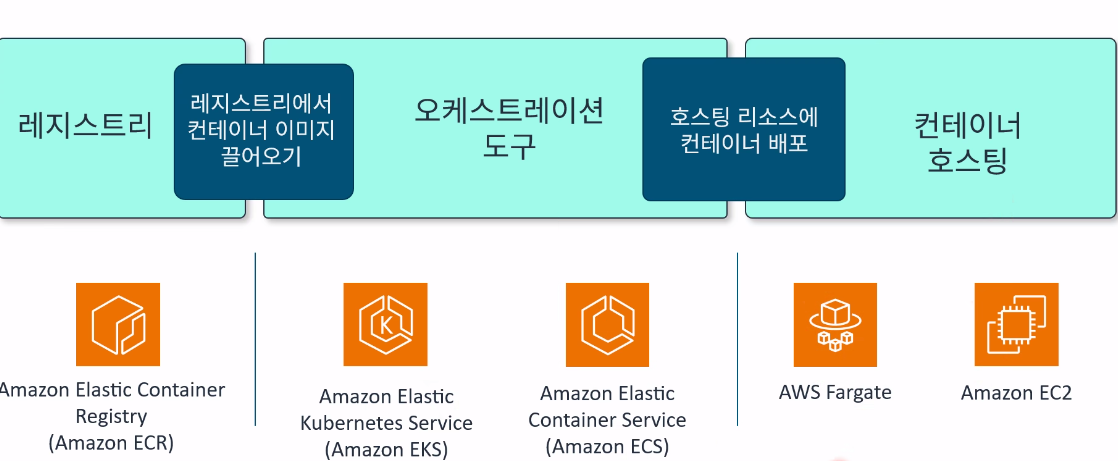 레지스트리
레지스트리에서
컨테이너 이미지
끌어오기
오케스트레이션
도구
호스팅 리소스에
컨테이너 배포
컨테이너
호스팅
Amazon Elastic Container
Registry
(Amazon ECR)
Amazon Elastic
Kubernetes Service
(Amazon EKS)
Amazon Elastic
Container Service
(Amazon ECS)
AWS Fargate
Amazon EC2
K